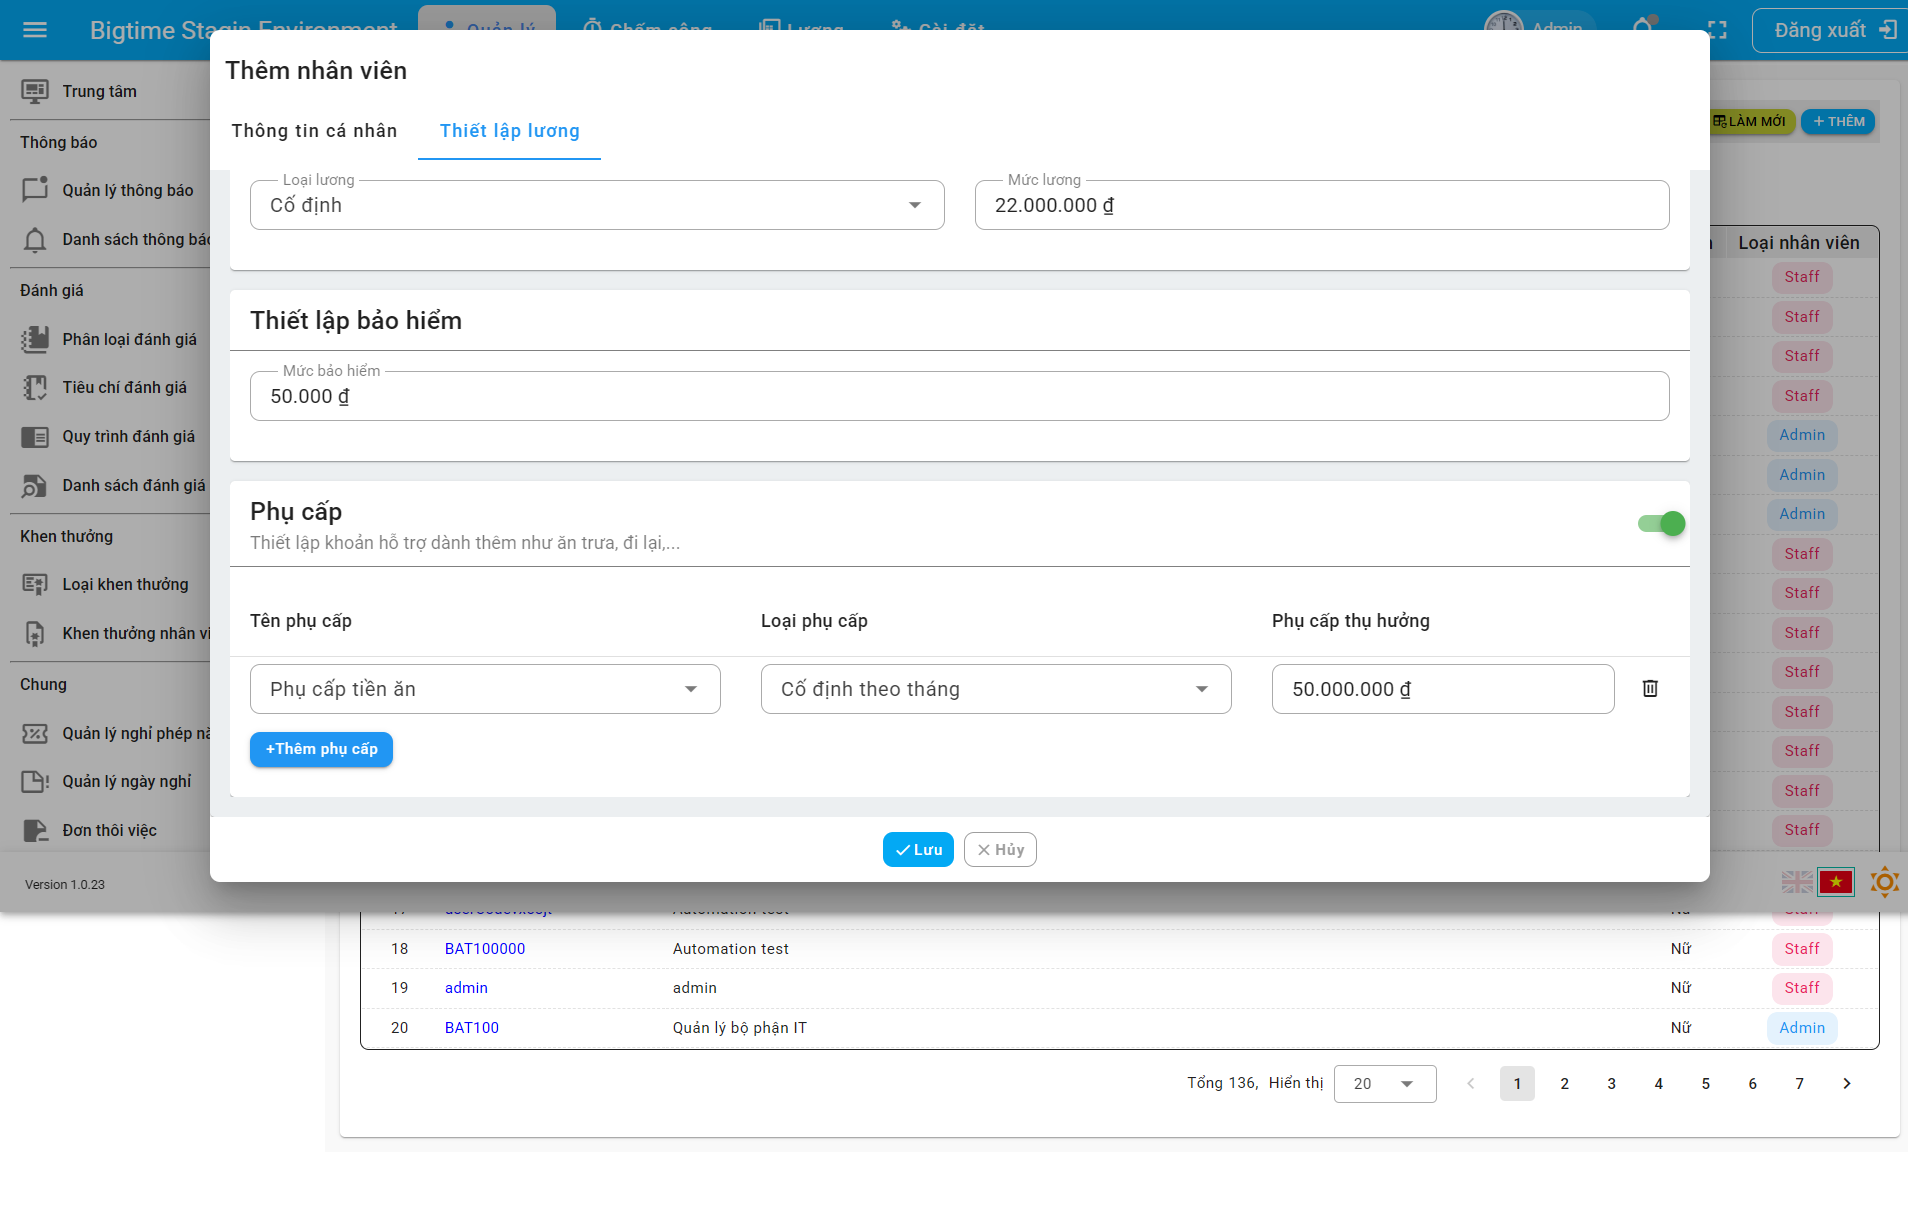 Bigtime Stagin Environment
Quản lý
Chấm công
Lương
Cài đặt
Admin
Đăng xuất
Trung tâm
Thông báo
Quản lý thông báo
Danh sách thông báo
Đánh giá
Phân loại đánh giá
Tiêu chí đánh giá
Quy trình đánh giá
Danh sách đánh giá
Khen thưởng
Loại khen thưởng
Khen thưởng nhân vi
Chung
Quản lý nghỉ phép nă
Quản lý ngày nghỉ
Đơn thôi việc
Version 1.0.23
Thêm nhân viên
Thông tin cá nhân
Thiết lập lương
Loại lương
Cố định
Mức lương
22.000.000 ₫
Thiết lập bảo hiểm
Mức bảo hiểm
50.000 ₫
Phụ cấp
Thiết lập khoản hỗ trợ dành thêm như ăn trưa, đi lại,...
Tên phụ cấp
Loại phụ cấp
Phụ cấp thụ hưởng
Phụ cấp tiền ăn
Cố định theo tháng
50.000.000 ₫
+Thêm phụ cấp
Lưu
Hủy
LÀM MỚI
+ THÊM
Loại nhân viên
Staff
Staff
Staff
Staff
Admin
Admin
Admin
Staff
Staff
Staff
Staff
Staff
Staff
Staff
Staff
18 BAT100000 Automation test Nữ Staff
19 admin admin Nữ Staff
20 BAT100 Quản lý bộ phận IT Nữ Admin
Tổng 136, Hiển thị 20 1 2 3 4 5 6 7